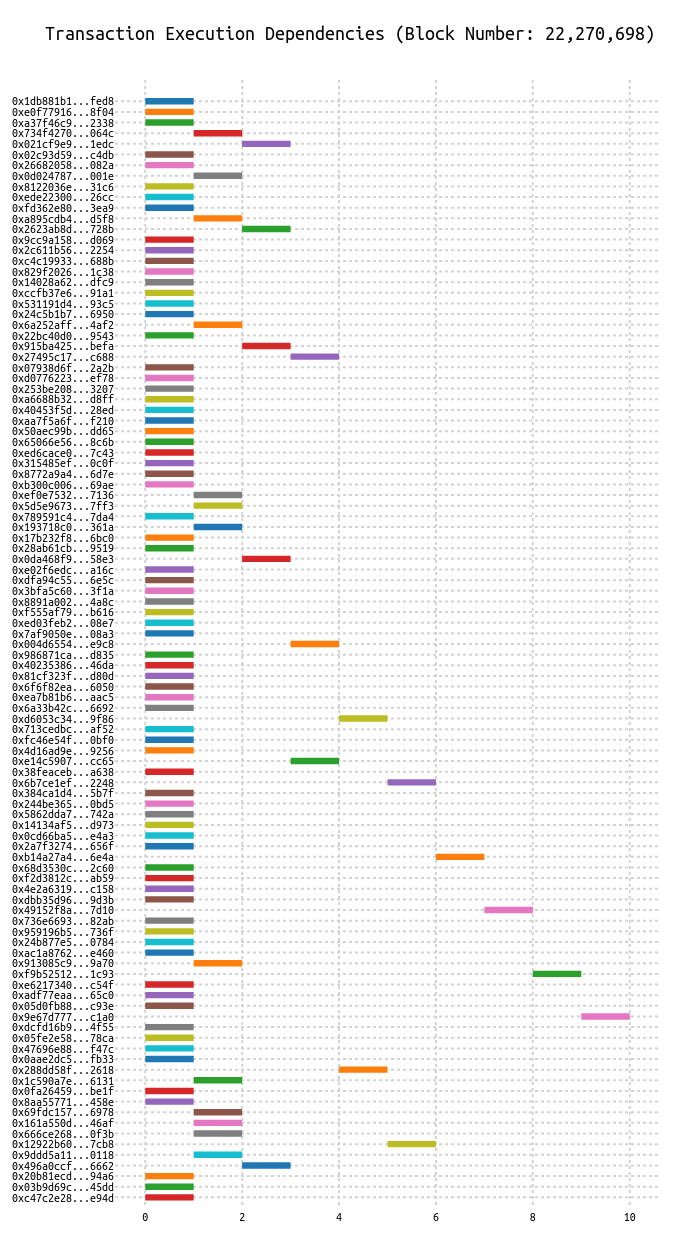 Transaction Execution Dependencies (Block Number: 22,270,698)
0x1db881b1...fed8
0xe0f77916...8f04
0xa37f46c9...2338
0x734f4270...064c
0x021cf9e9...1edc
0x02c93d59...c4db
0x26682058...082a
0x0d024787...001e
0x8122036e...31c6
0xede22300...26cc
0xfd362e80...3ea9
0xa895cdb4...d5f8
0x2623ab8d...728b
0x9cc9a158...d069
0x2c611b56...2254
0xc4c19933...688b
0x829f2026...1c38
0x14028a62...dfc9
0xccfb37e6...91a1
0x531191d4...93c5
0x24c5b1b7...6950
0x6a252aff...4af2
0x22bc40d0...9543
0x915ba425...befa
0x27495c17...c688
0x07938d6f...2a2b
0xd0776223...ef78
0x253be208...3207
0xa6688b32...d8ff
0x40453f5d...28ed
0xaa7f5a6f...f210
0x50aec99b...dd65
0x65066e56...8c6b
0xed6cace0...7c43
0x315485ef...0c0f
0x8772a9a4...6d7e
0xb300c006...69ae
0xef0e7532...7136
0x5d5e9673...7ff3
0x789591c4...7da4
0x193718c0...361a
0x17b232f8...6bc0
0x28ab61cb...9519
0x0da468f9...58e3
0xe02f6edc...a16c
0xdfa94c55...6e5c
0x3bfa5c60...3f1a
0x8891a002...4a8c
0xf555af79...b616
0xed03feb2...08e7
0x7af9050e...08a3
0x004d6554...e9c8
0x986871ca...d835
0x40235386...46da
0x81cf323f...d80d
0x6f6f82ea...6050
0xea7b81b6...aac5
0x6a33b42c...6692
0xd6053c34...9f86
0x713cedbc...af52
0xfc46e54f...0bf0
0x4d16ad9e...9256
0xe14c5907...cc65
0x38feaceb...a638
0x6b7ce1ef...2248
0x384ca1d4...5b7f
0x244be365...0bd5
0x5862dda7...742a
0x14134af5...d973
0x0cd66ba5...e4a3
0x2a7f3274...656f
0xb14a27a4...6e4a
0x68d3530c...2c60
0xf2d3812c...ab59
0x4e2a6319...c158
0xdbb35d96...9d3b
0x49152f8a...7d10
0x736e6693...82ab
0x959196b5...736f
0x24b877e5...0784
0xac1a8762...e460
0x913085c9...9a70
0xf9b52512...1c93
0xe6217340...c54f
0xadf77eaa...65c0
0x05d0fb88...c93e
0x9e67d777...c1a0
0xdcfd16b9...4f55
0x05fe2e58...78ca
0x47696e88...f47c
0x0aae2dc5...fb33
0x288dd58f...2618
0x1c590a7e...6131
0x0fa26459...be1f
0x8aa55771...458e
0x69fdc157...6978
0x161a550d...46af
0x666ce268...0f3b
0x12922b60...7cb8
0x9ddd5a11...0118
0x496a0ccf...6662
0x20b81ecd...94a6
0x03b9d69c...45dd
0xc47c2e28...e94d
0 2 4 6 8 10